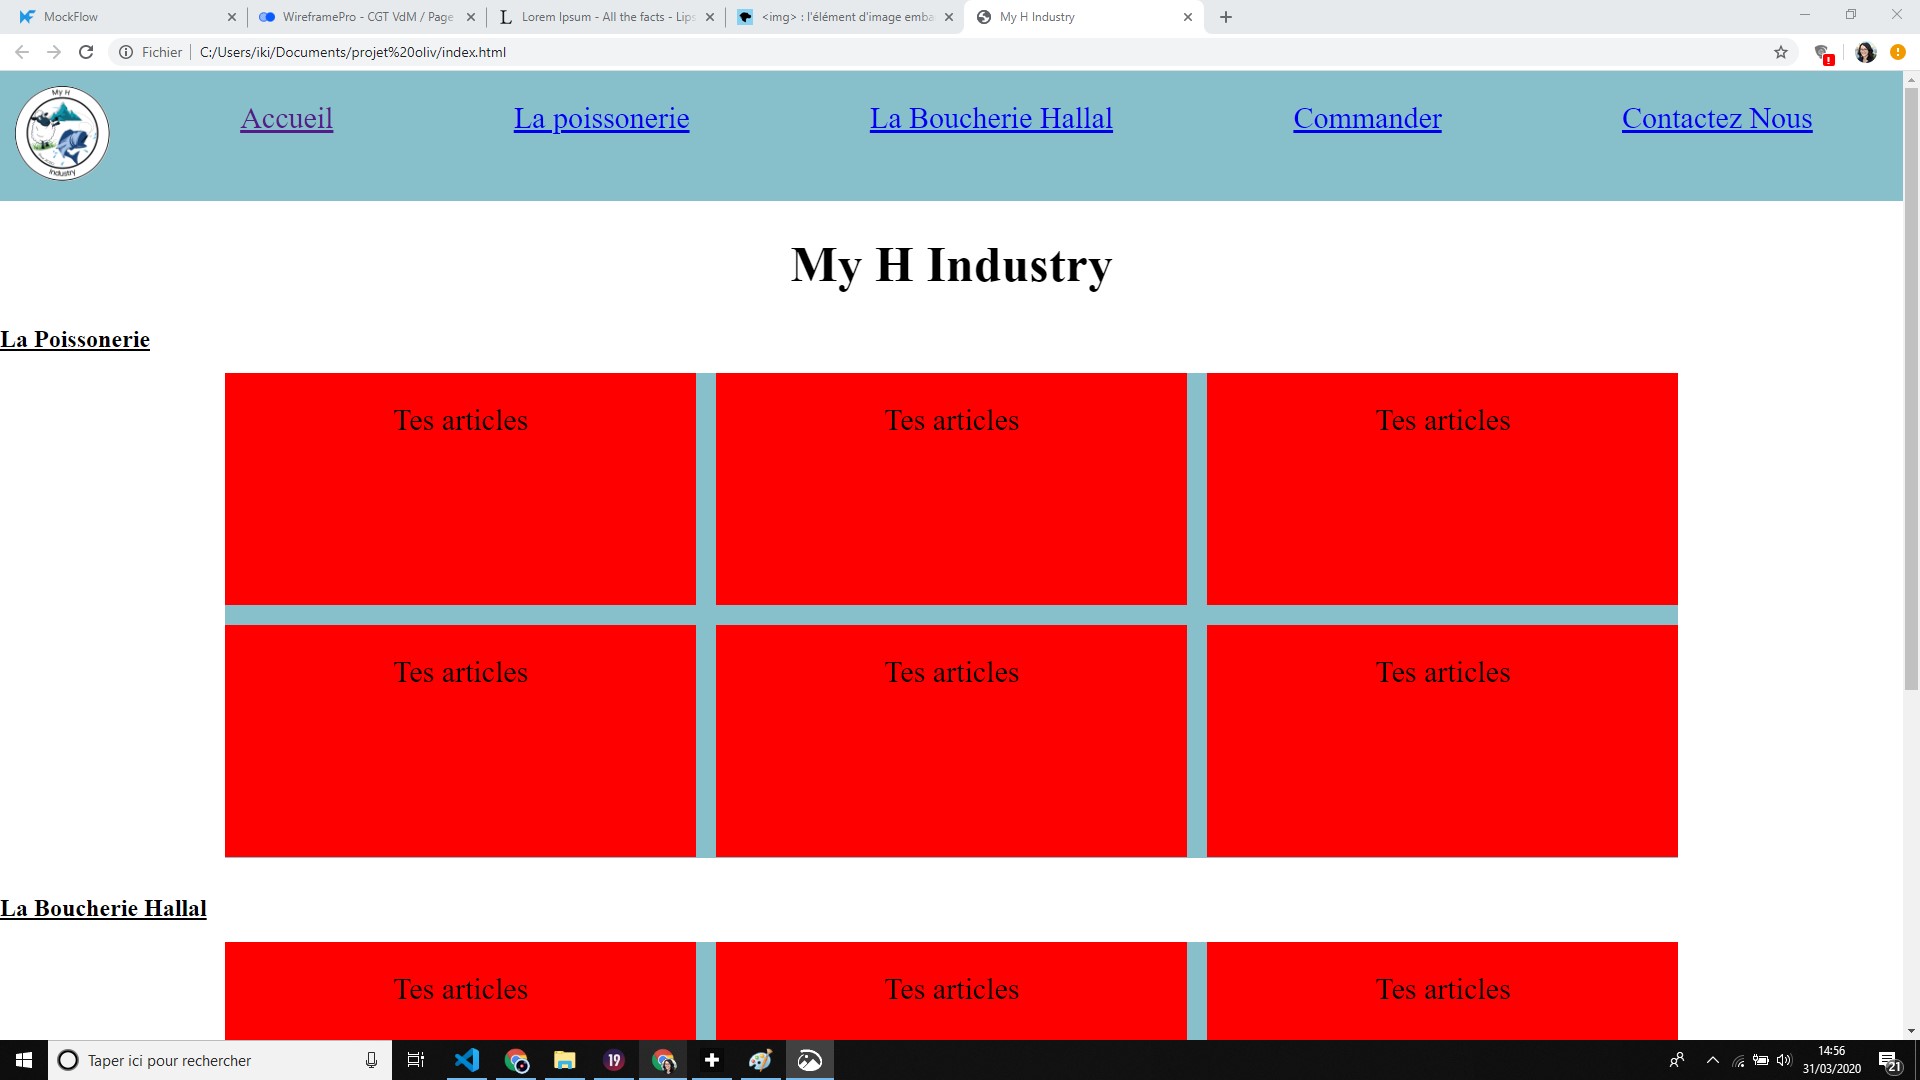 MockFlow
WireframePro - CGT VdM / Page
Lorem Ipsum - All the facts - Lips
<img> : l'élément d'image emba
My H Industry
Fichier
C:/Users/iki/Documents/projet%20oliv/index.html
My H
Industry
Accueil
La poissonerie
La Boucherie Hallal
Commander
Contactez Nous
My H Industry
La Poissonerie
Tes articles
Tes articles
Tes articles
Tes articles
Tes articles
Tes articles
La Boucherie Hallal
Tes articles
Tes articles
Tes articles
Taper ici pour rechercher
19
14:56
31/03/2020
21